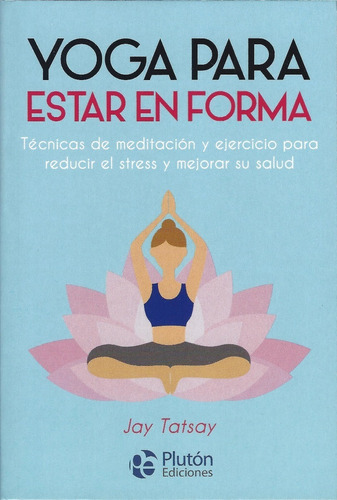 YOGA PARA
ESTAR EN FORMA
Técnicas de meditación y ejercicio para
reducir el stress y mejorar su salud
Jay Tatsay
Plutón
Ediciones